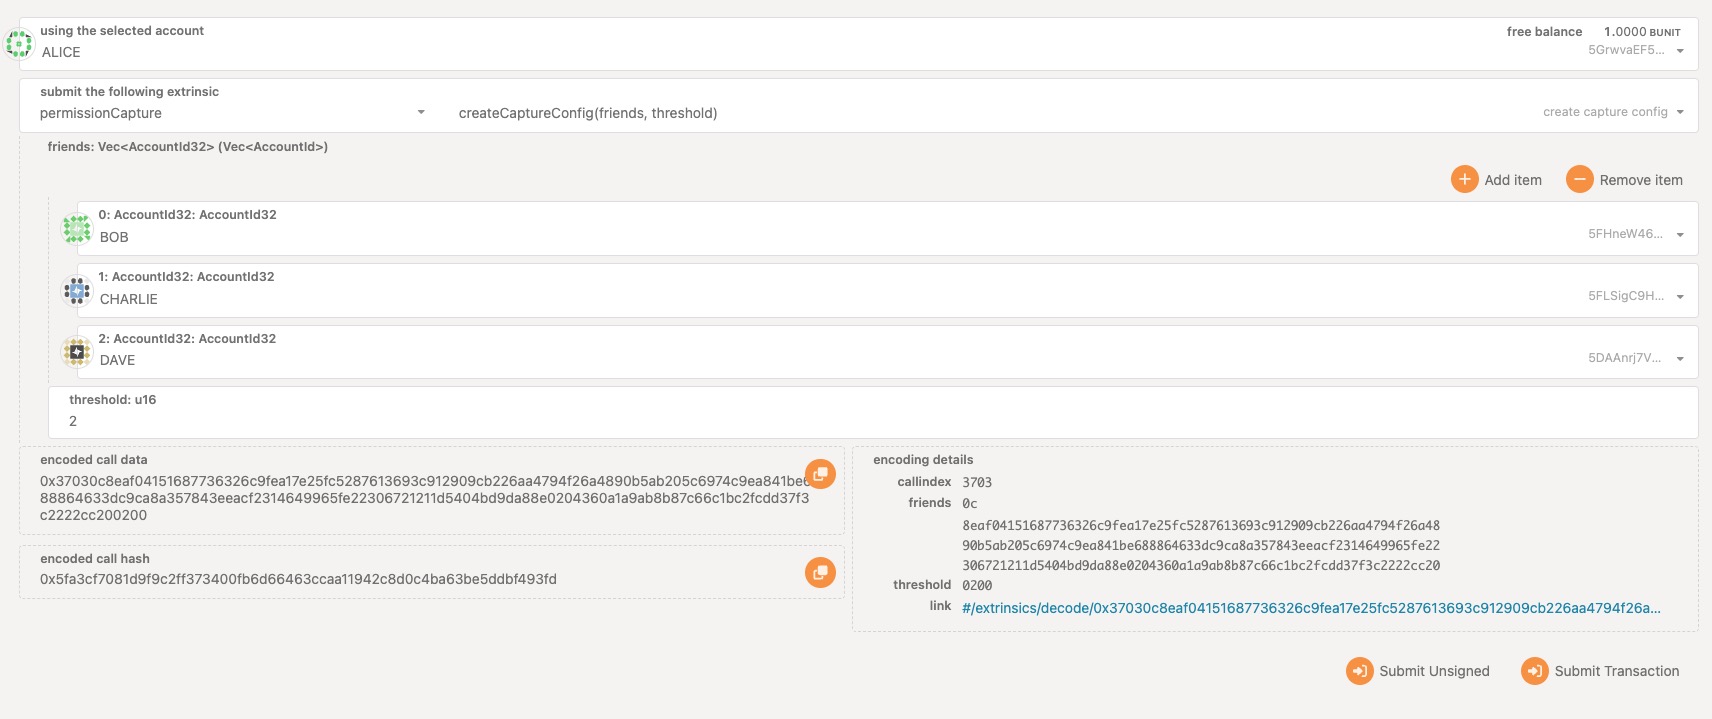 using the selected account
ALICE
free balance 1.0000 BUNIT
5GrwvaEF5...
submit the following extrinsic
permissionCapture
createCaptureConfig(friends, threshold)
create capture config
friends: Vec<AccountId32> (Vec<AccountId>)
Add item
Remove item
0: AccountId32: AccountId32
BOB
5FHneW46...
1: AccountId32: AccountId32
CHARLIE
5FLSigC9H...
2: AccountId32: AccountId32
DAVE
5DAAnrj7V...
threshold: u16
2
encoded call data
0x37030c8eaf04151687736326c9fea17e25fc5287613693c912909cb226aa4794f26a4890b5ab205c6974c9ea841be6
88864633dc9ca8a357843eeacf2314649965fe22306721211d5404bd9da88e0204360a1a9ab8b87c66c1bc2fcdd37f3
c2222cc200200
encoded call hash
0x5fa3cf7081d9f9c2ff373400fb6d66463ccaa11942c8d0c4ba63be5ddbf493fd
encoding details
callindex 3703
friends 0c
8eaf04151687736326c9fea17e25fc5287613693c912909cb226aa4794f26a48
90b5ab205c6974c9ea841be688864633dc9ca8a357843eeacf2314649965fe22
306721211d5404bd9da88e0204360a1a9ab8b87c66c1bc2fcdd37f3c2222cc20
threshold 0200
link #/extrinsics/decode/0x37030c8eaf04151687736326c9fea17e25fc5287613693c912909cb226aa4794f26a...
Submit Unsigned
Submit Transaction